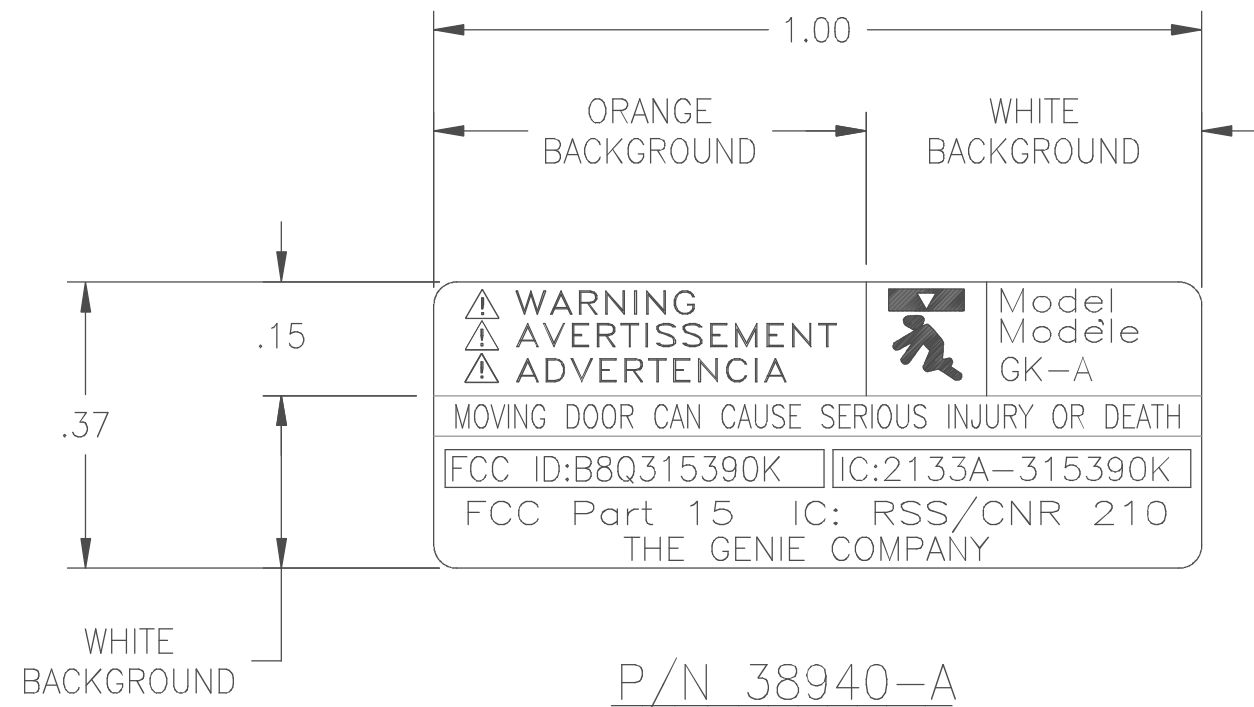 1.00
ORANGE
BACKGROUND
WHITE
BACKGROUND
.15
.37
WARNING
AVERTISSEMENT
ADVERTENCIA
Model
Modèle
GK-A
MOVING DOOR CAN CAUSE SERIOUS INJURY OR DEATH
FCC ID:B8Q315390K
IC:2133A-315390K
FCC Part 15 IC: RSS/CNR 210
THE GENIE COMPANY
WHITE
BACKGROUND
P/N 38940-A